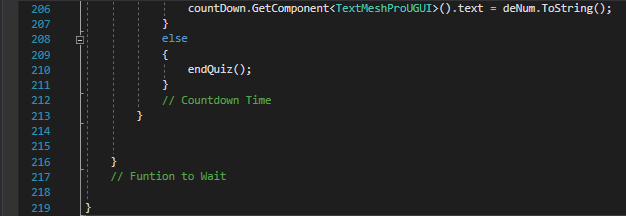 206 countDown.GetComponent<TextMeshProUGUI>().text = deNum.ToString();
207 }
208 else
209 {
210 endQuiz();
211 }
212 // Countdown Time
213 }
214
215
216 }
217 // Funtion to Wait
218
219 }